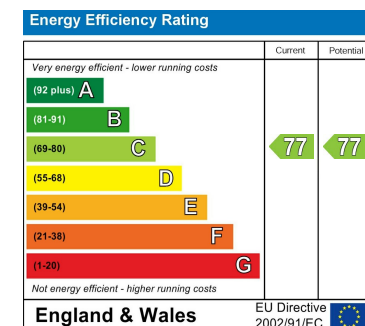 Energy Efficiency Rating
Current Potential
Very energy efficient - lower running costs
(92 plus) A
(81-91) B
(69-80) C 77 77
(55-68) D
(39-54) E
(21-38) F
(1-20) G
Not energy efficient - higher running costs
England & Wales
EU Directive
2002/91/EC